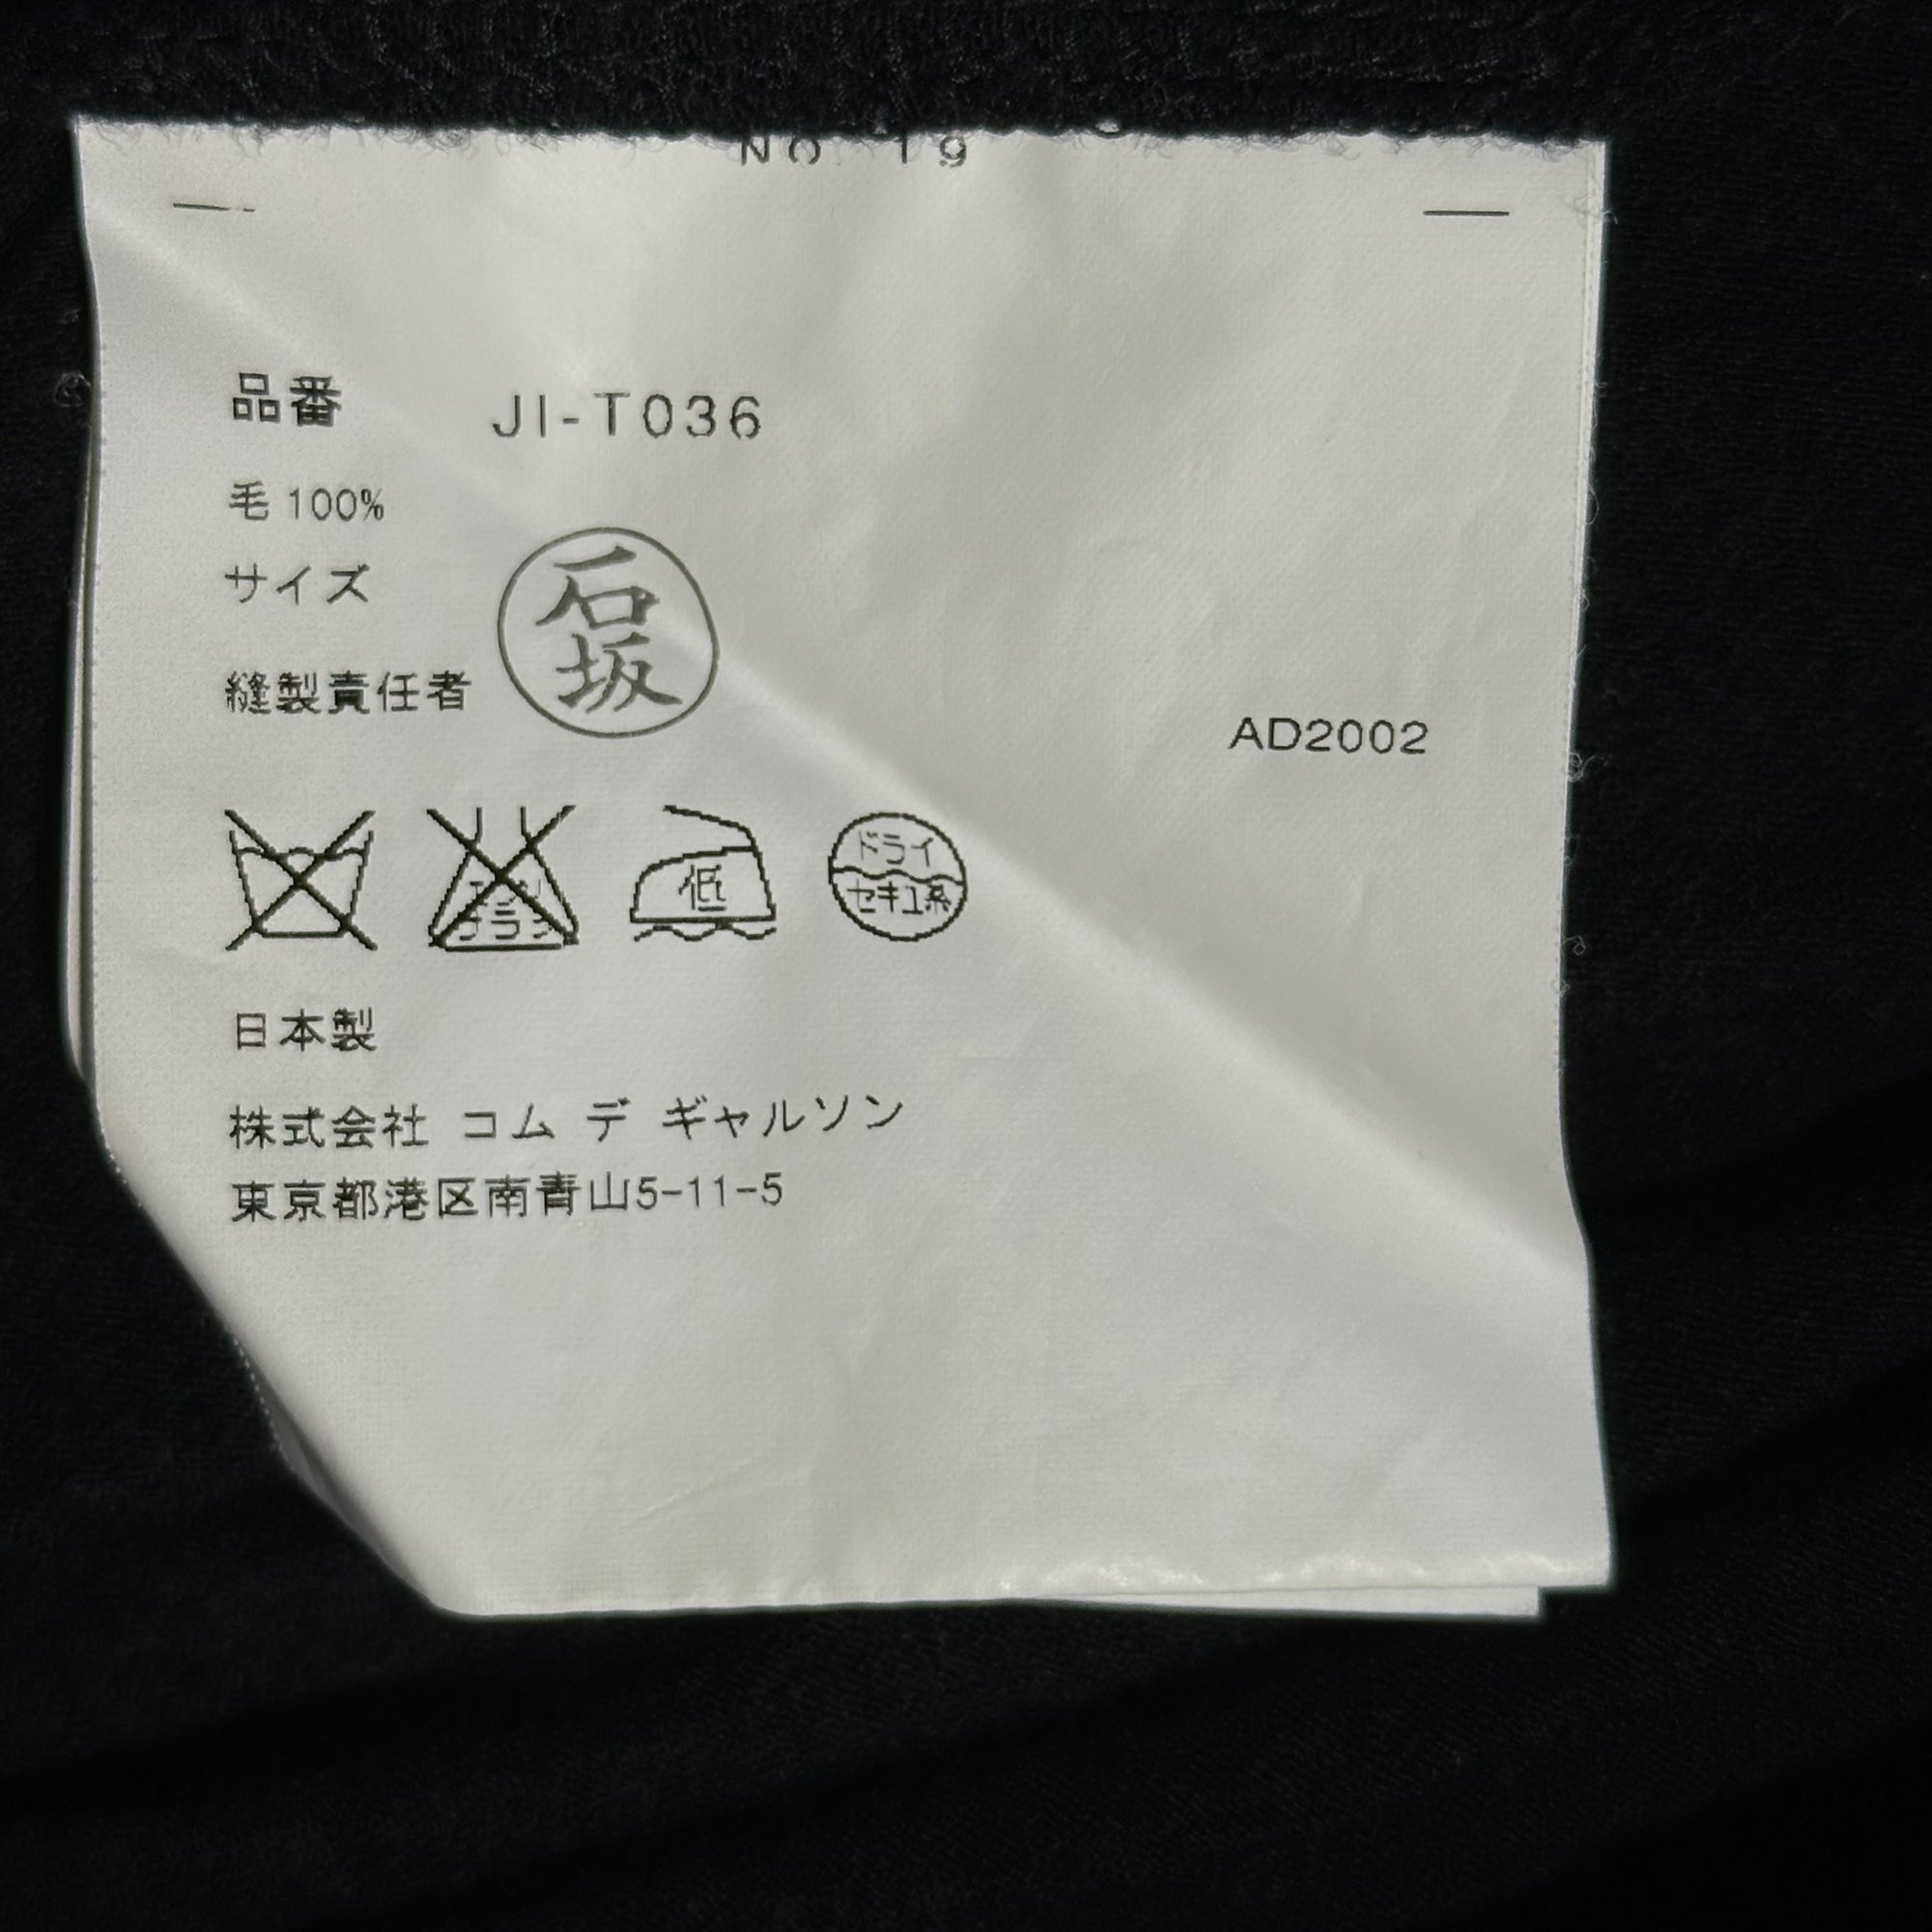 NO 19
品番 JI-T036
毛 100%
サイズ
石坂
縫製責任者
AD2002
低
ドライ
セキユ系
日本製
株式会社 コム デ ギャルソン
東京都港区南青山5-11-5